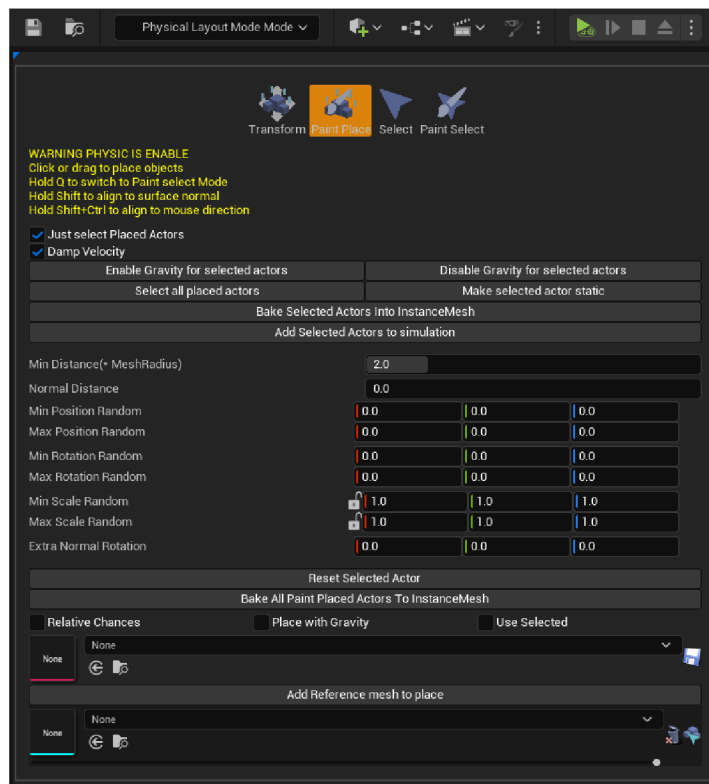 Physical Layout Mode Mode
Transform Paint Place Select Paint Select
WARNING PHYSIC IS ENABLE
Click or drag to place objects
Hold Q to switch to Paint select Mode
Hold Shift to align to surface normal
Hold Shift+Ctrl to align to mouse direction
Just select Placed Actors
Damp Velocity
Enable Gravity for selected actors Disable Gravity for selected actors
Select all placed actors Make selected actor static
Bake Selected Actors Into InstanceMesh
Add Selected Actors to simulation
Min Distance(* MeshRadius) 2.0
Normal Distance 0.0
Min Position Random 0.0 0.0 0.0
Max Position Random 0.0 0.0 0.0
Min Rotation Random 0.0 0.0 0.0
Max Rotation Random 0.0 0.0 0.0
Min Scale Random 1.0 1.0 1.0
Max Scale Random 1.0 1.0 1.0
Extra Normal Rotation 0.0 0.0 0.0
Reset Selected Actor
Bake All Paint Placed Actors To InstanceMesh
Relative Chances Place with Gravity Use Selected
None None
Add Reference mesh to place
None None